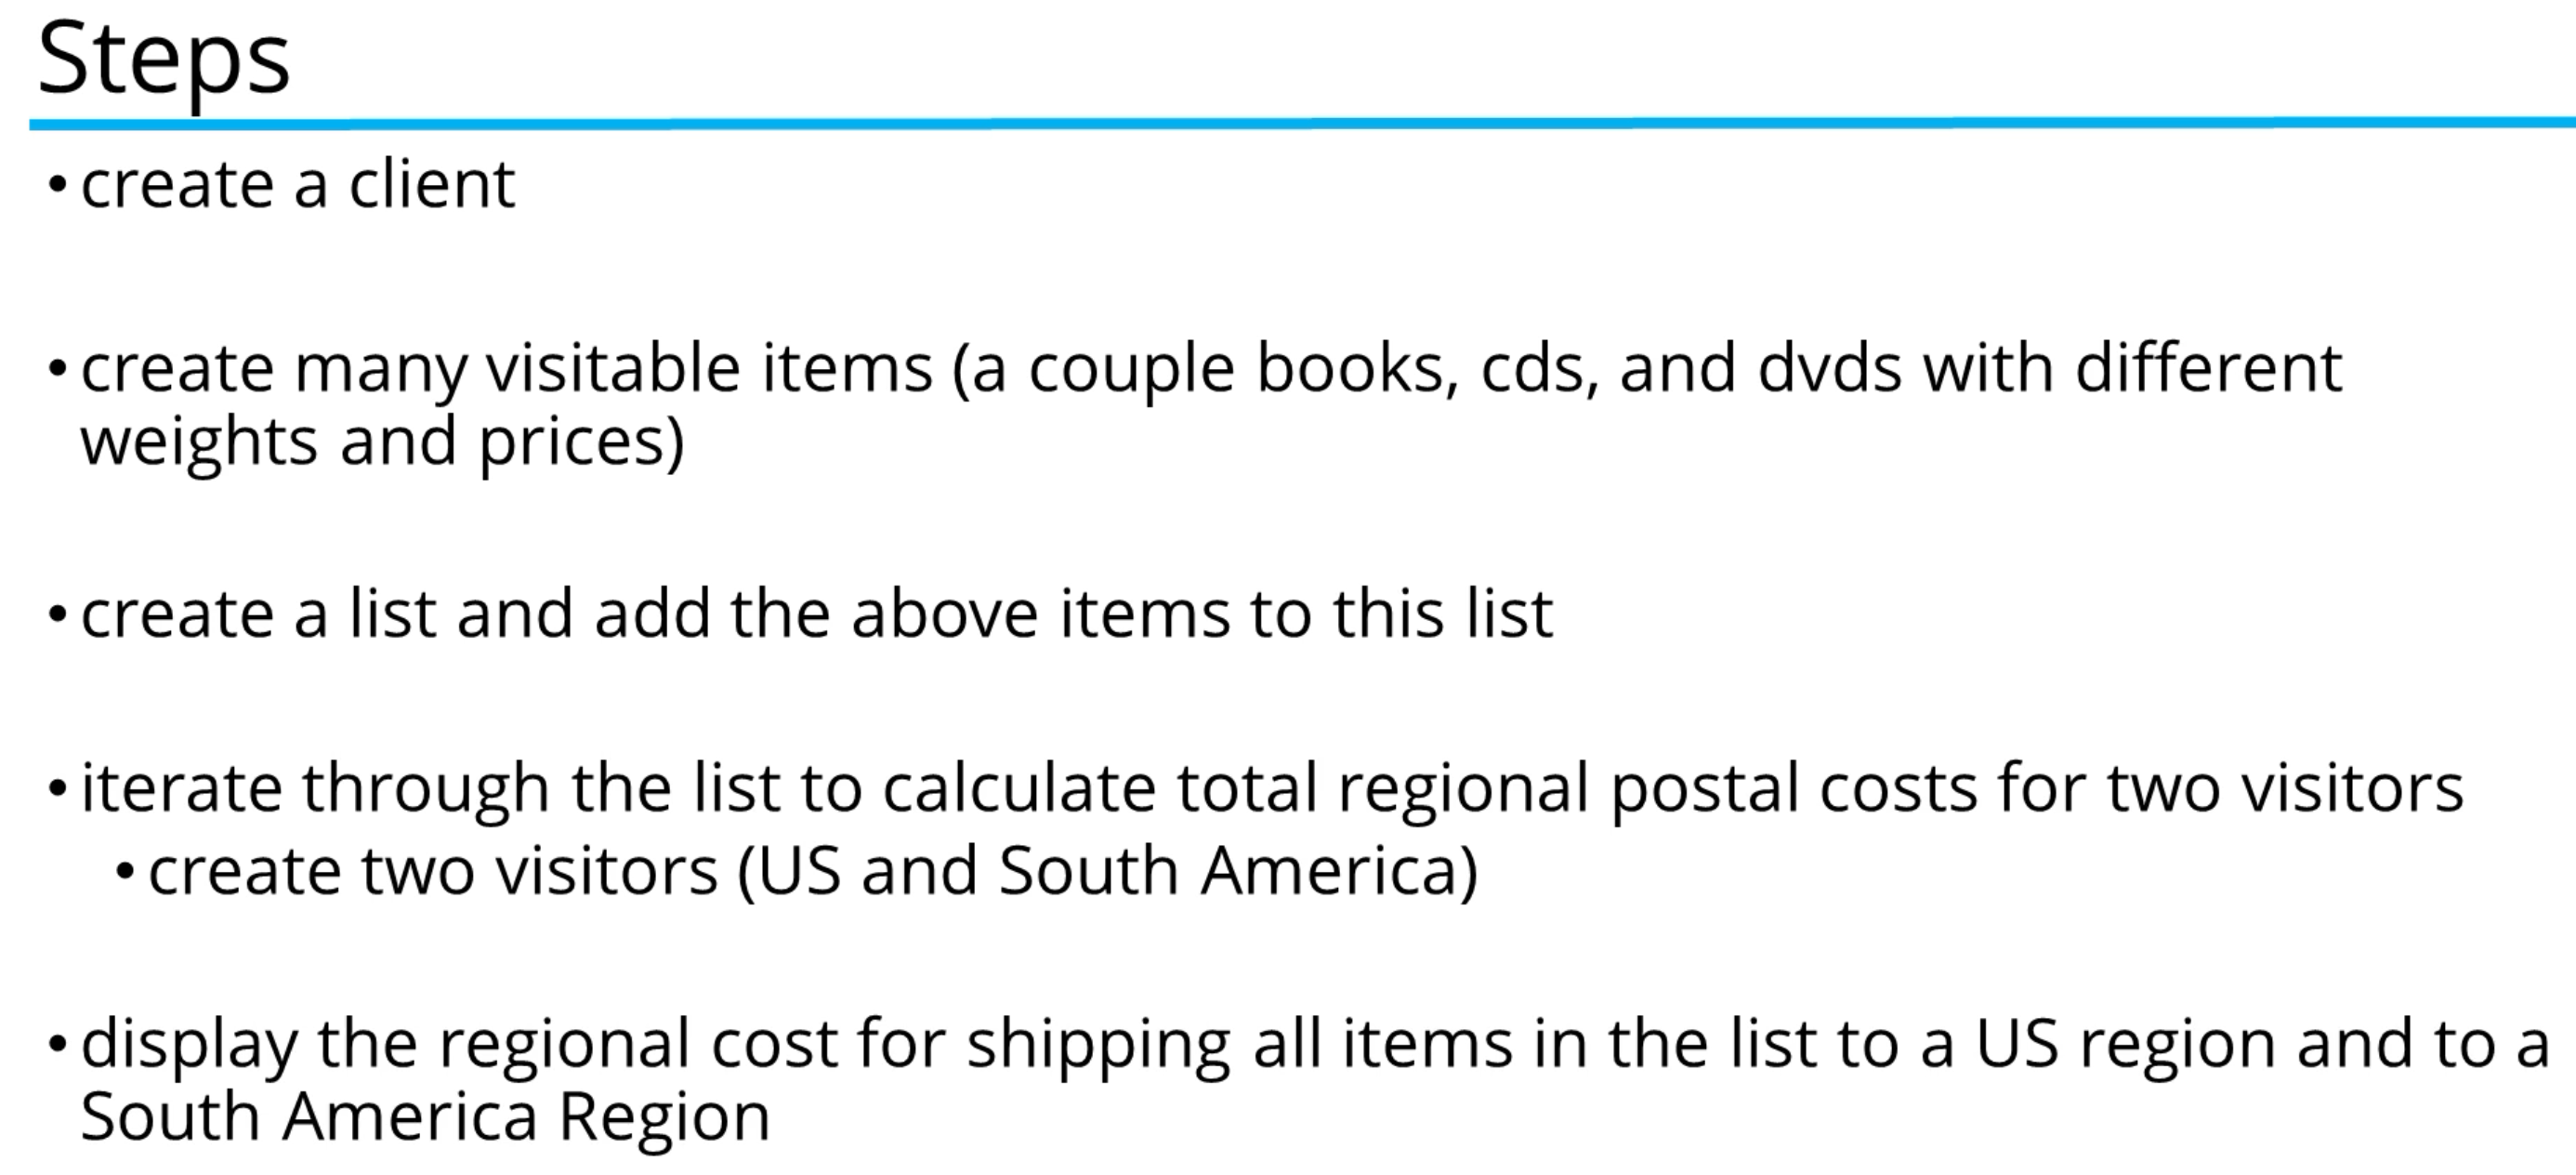 Steps
• create a client
• create many visitable items (a couple books, cds, and dvds with different
weights and prices)
• create a list and add the above items to this list
• iterate through the list to calculate total regional postal costs for two visitors
• create two visitors (US and South America)
• display the regional cost for shipping all items in the list to a US region and to a
South America Region